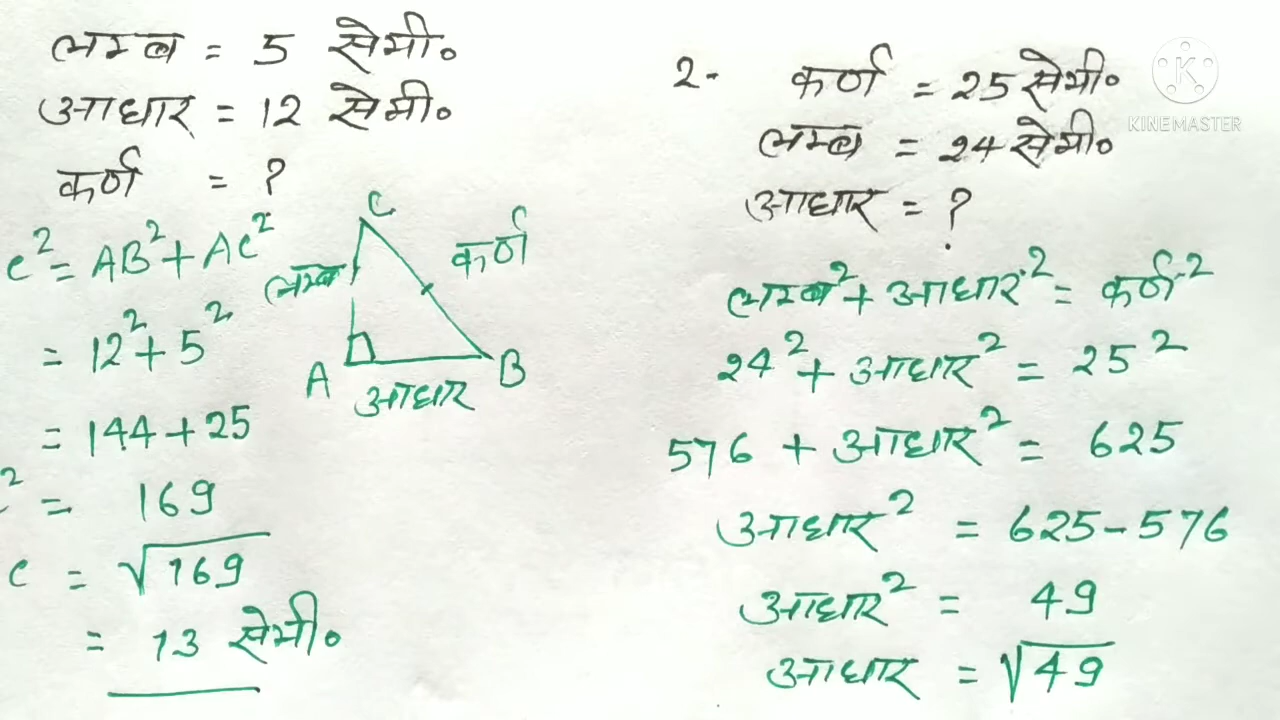 लम्ब = 5 सेमी०
आधार = 12 सेमी०
कर्ण = ?
C² = AB² + AC²
= 12² + 5²
= 144 + 25
² = 169
C = √169
= 13 सेमी०
C
लम्ब
कर्ण
A
B
आधार
2- कर्ण = 25 सेमी०
लम्ब = 24 सेमी०
आधार = ?
लम्ब² + आधार² = कर्ण²
24² + आधार² = 25²
576 + आधार² = 625
आधार² = 625 - 576
आधार² = 49
आधार = √49
K
KINEMASTER